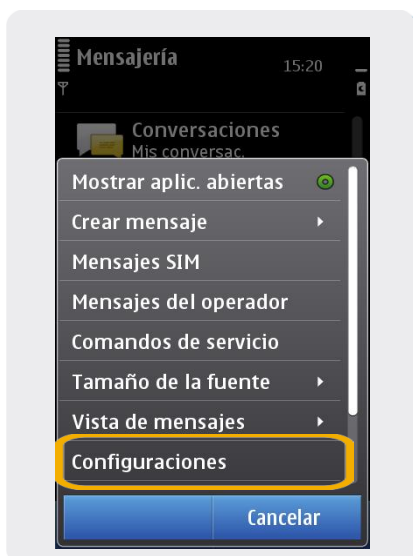 Mensajería
15:20
Conversaciones
Mis conversac.
Mostrar aplic. abiertas
Crear mensaje
Mensajes SIM
Mensajes del operador
Comandos de servicio
Tamaño de la fuente
Vista de mensajes
Configuraciones
Cancelar